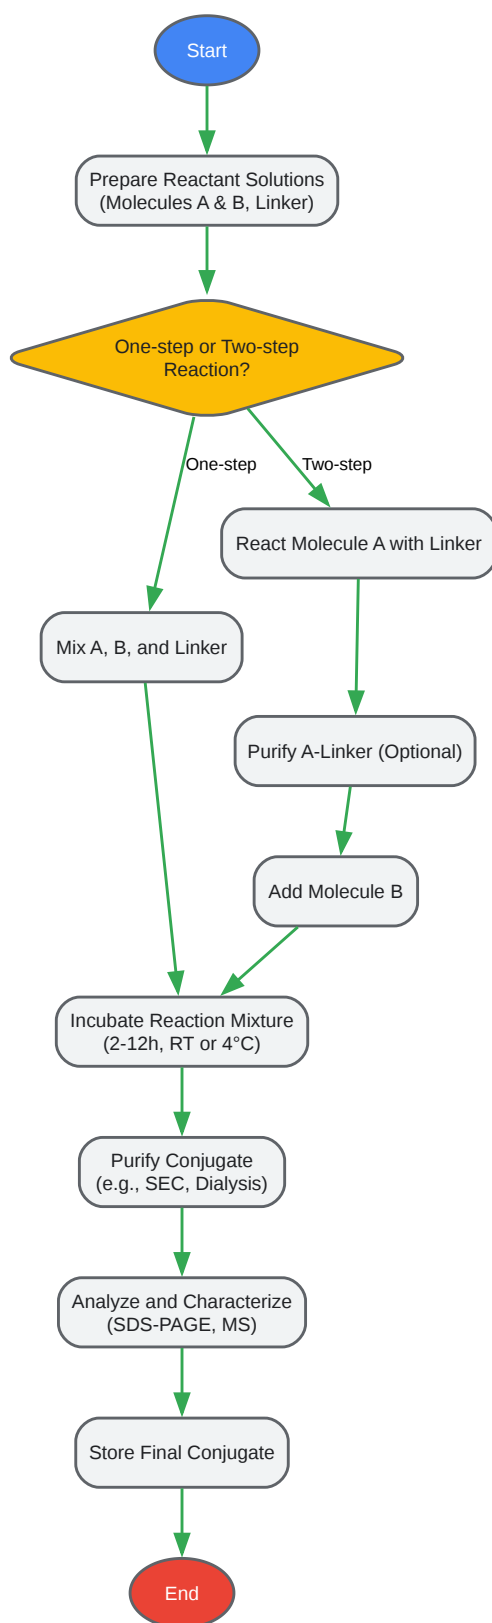 Start
Prepare Reactant Solutions
(Molecules A & B, Linker)
One-step or Two-step
Reaction?
One-step
Two-step
React Molecule A with Linker
Mix A, B, and Linker
Purify A-Linker (Optional)
Add Molecule B
Incubate Reaction Mixture
(2-12h, RT or 4°C)
Purify Conjugate
(e.g., SEC, Dialysis)
Analyze and Characterize
(SDS-PAGE, MS)
Store Final Conjugate
End